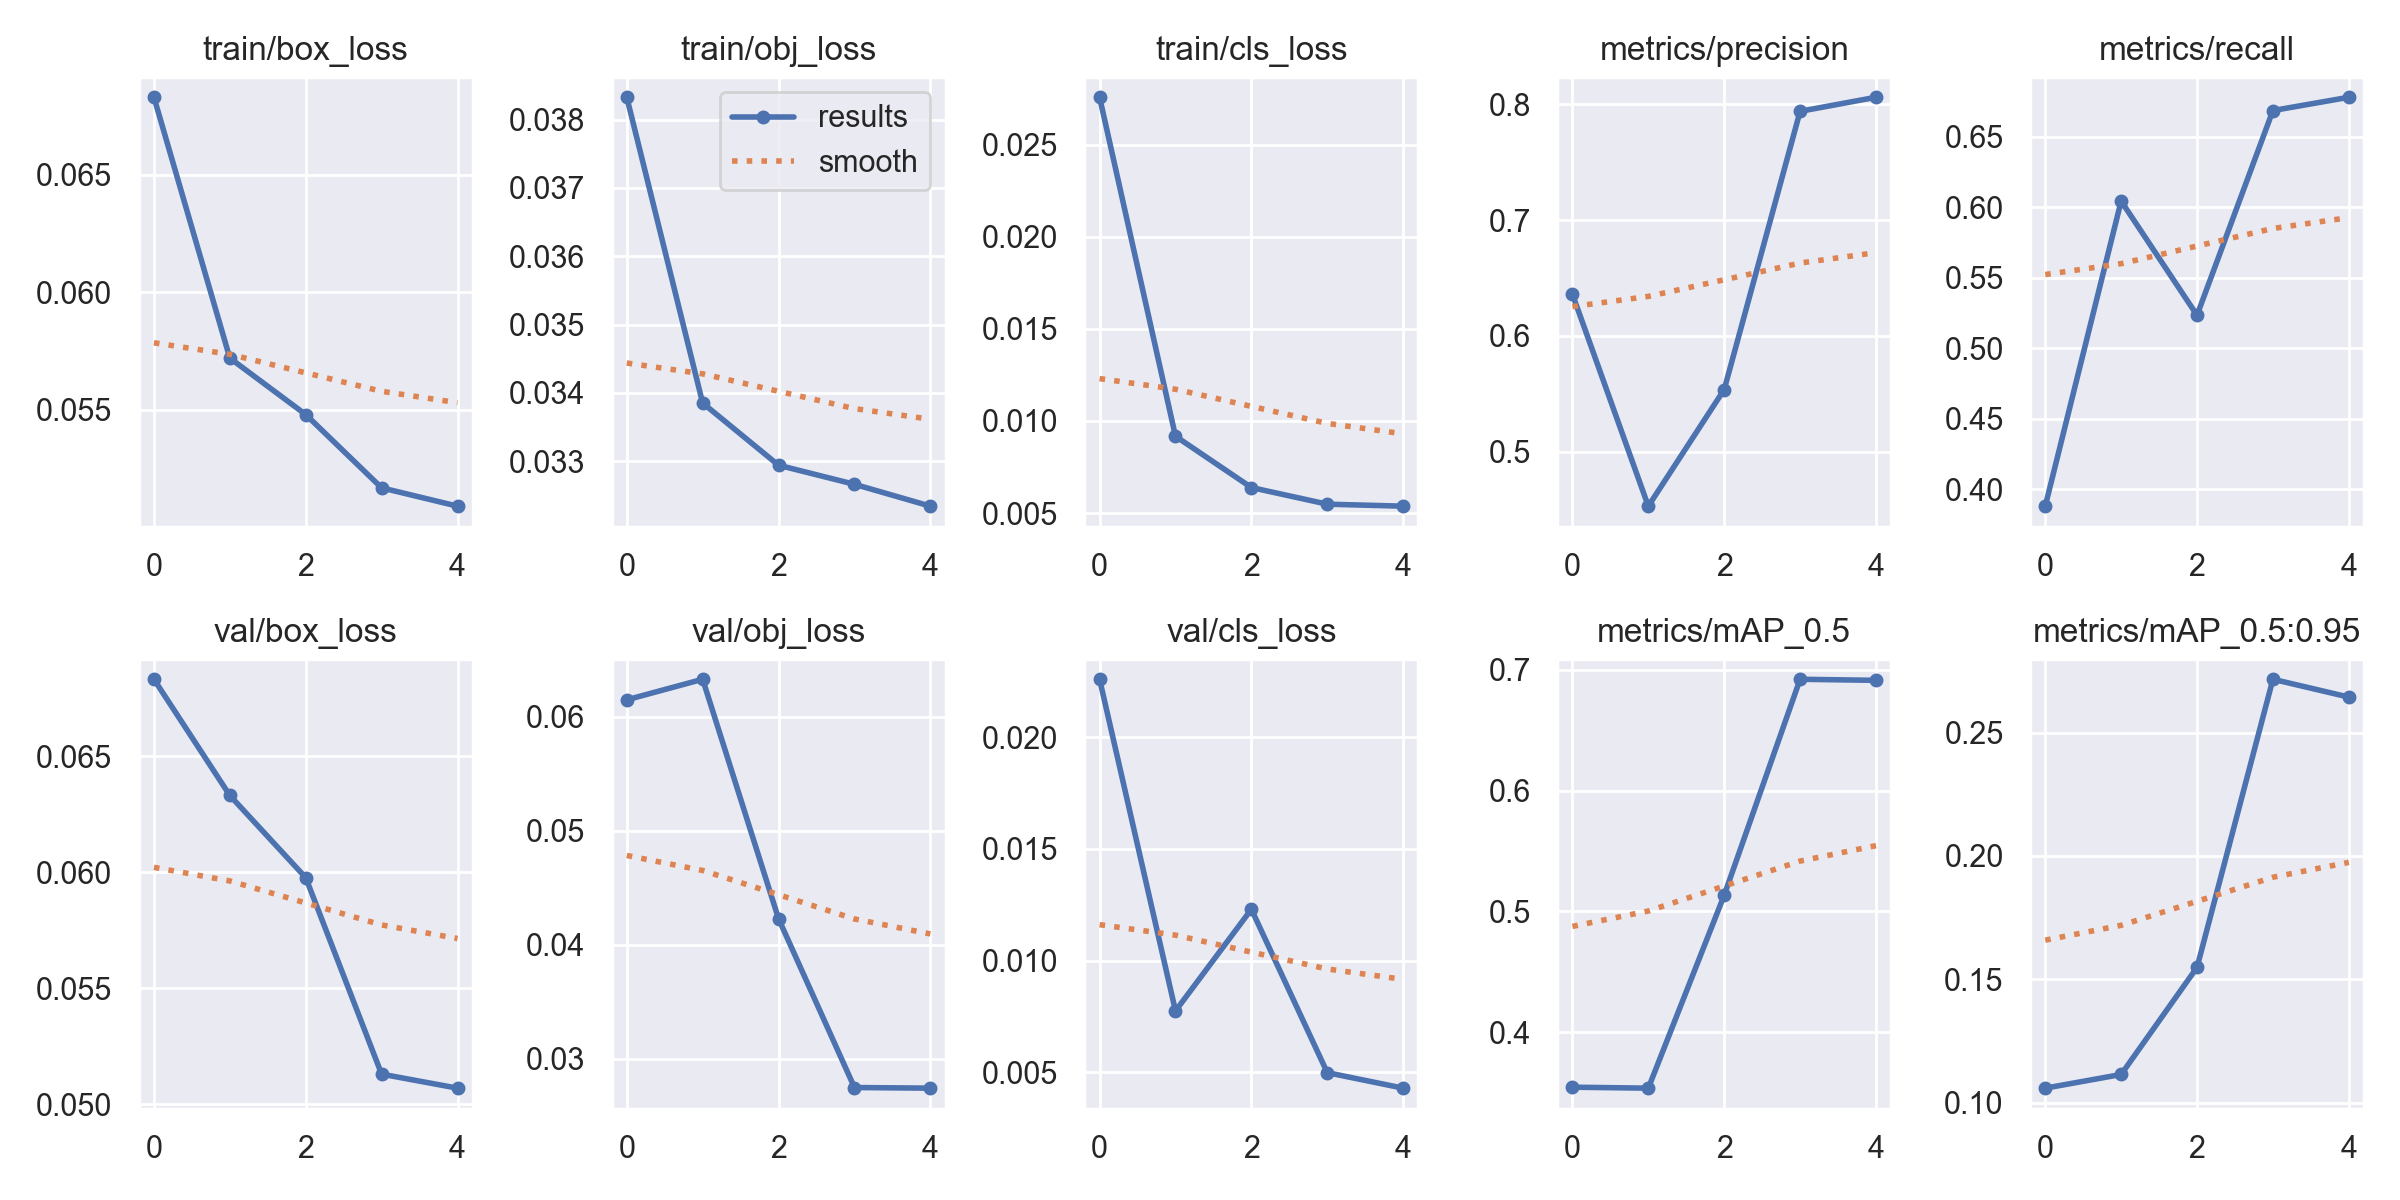 train/box_loss
0.065
0.060
0.055
0 2 4
train/obj_loss
results
smooth
0.038
0.037
0.036
0.035
0.034
0.033
0 2 4
train/cls_loss
0.025
0.020
0.015
0.010
0.005
0 2 4
metrics/precision
0.8
0.7
0.6
0.5
0 2 4
metrics/recall
0.65
0.60
0.55
0.50
0.45
0.40
0 2 4
val/box_loss
0.065
0.060
0.055
0.050
0 2 4
val/obj_loss
0.06
0.05
0.04
0.03
0 2 4
val/cls_loss
0.020
0.015
0.010
0.005
0 2 4
metrics/mAP_0.5
0.7
0.6
0.5
0.4
0 2 4
metrics/mAP_0.5:0.95
0.25
0.20
0.15
0.10
0 2 4